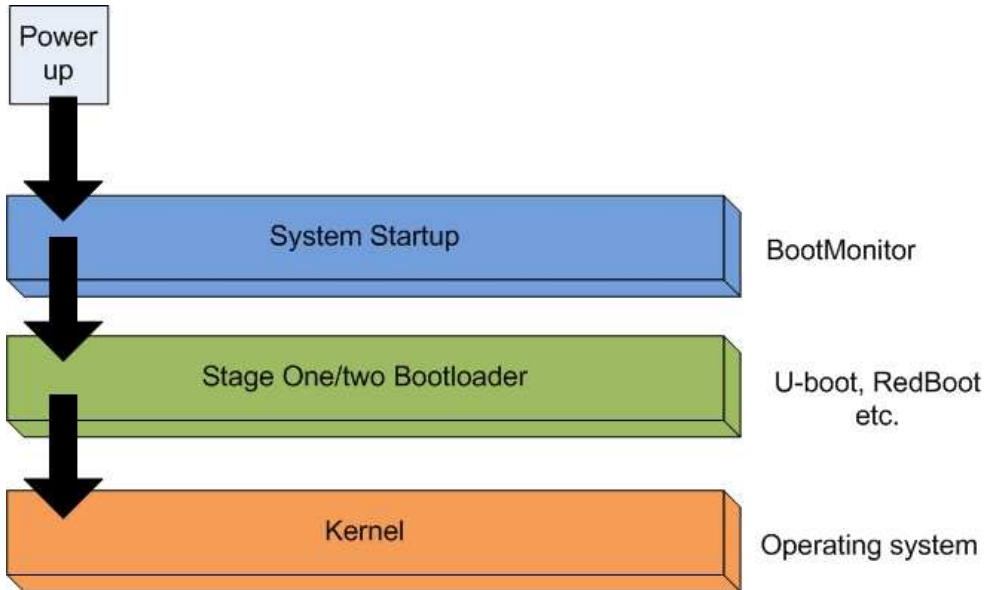 Power
up
System Startup
BootMonitor
Stage One/two Bootloader
U-boot, RedBoot
etc.
Kernel
Operating system